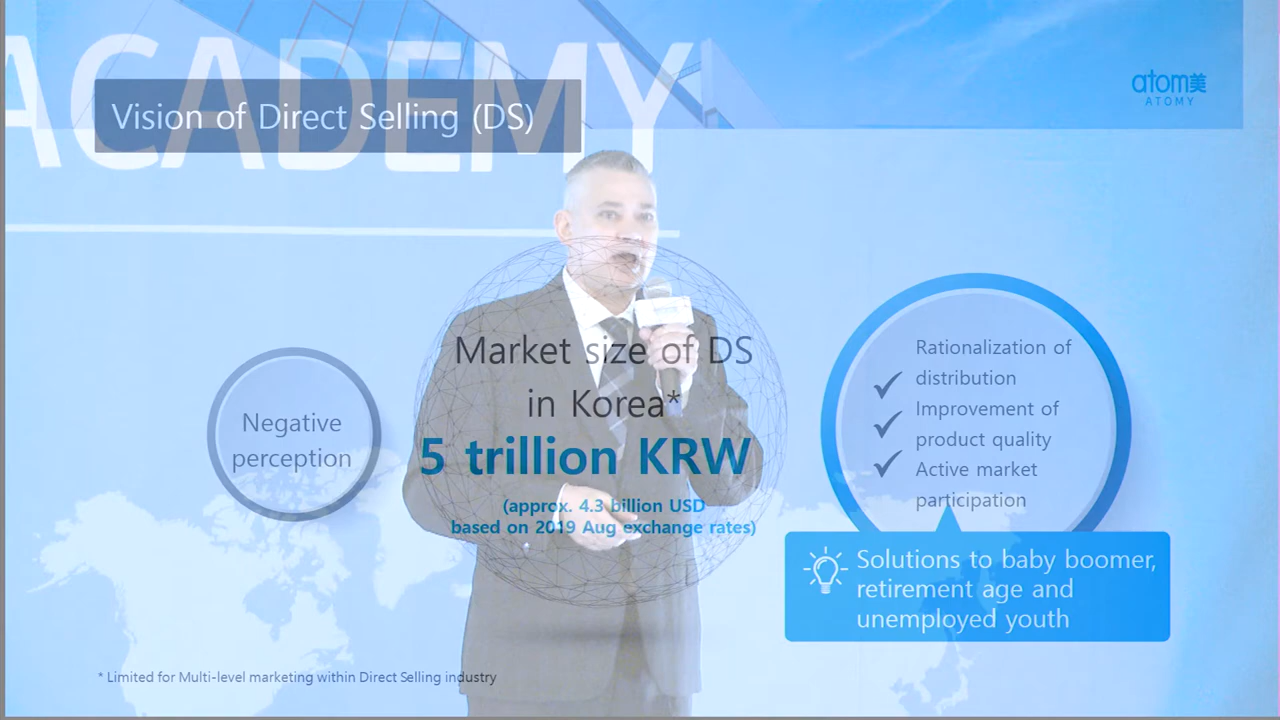 ACADEMY
Vision of Direct Selling (DS)
atom美
ATOMY
Negative
perception
Market size of DS
in Korea*
5 trillion KRW
(approx. 4.3 billion USD
based on 2019 Aug exchange rates)
Rationalization of
distribution
Improvement of
product quality
Active market
participation
Solutions to baby boomer,
retirement age and
unemployed youth
* Limited for Multi-level marketing within Direct Selling industry